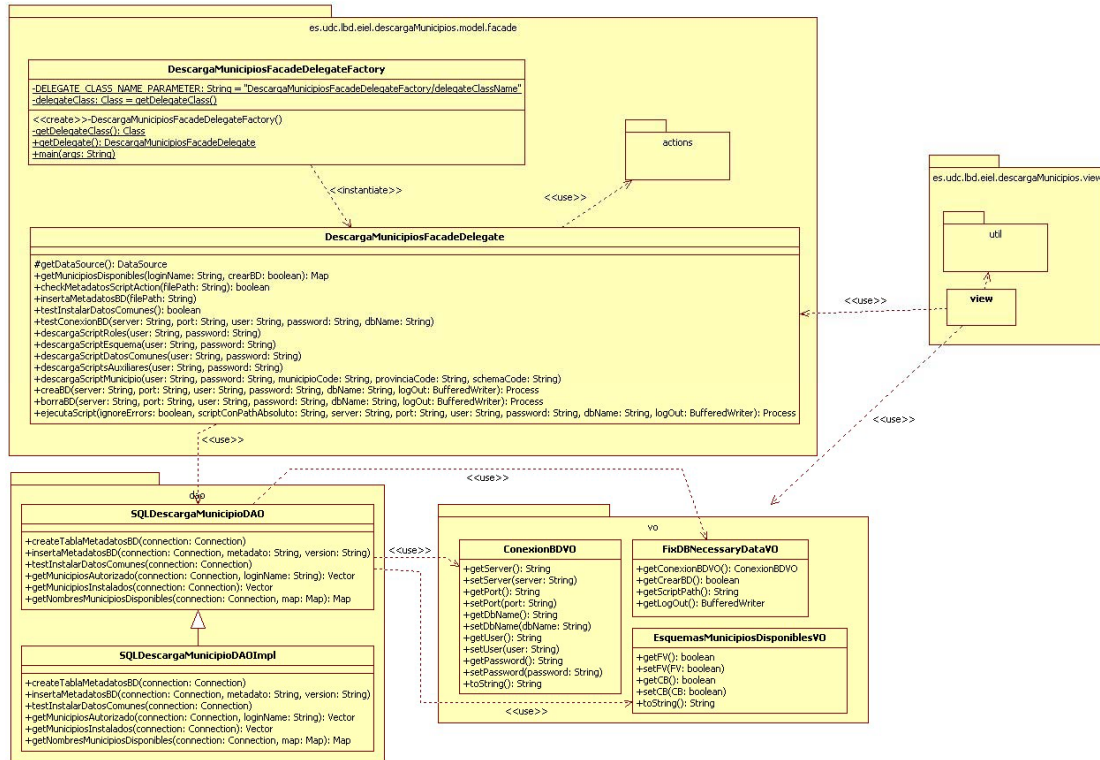 es.udc.lbd.eiel.descargaMunicipios.model.facade
DescargaMunicipiosFacadeDelegateFactory
-DELEGATE_CLASS_NAME_PARAMETER: String = "DescargaMunicipiosFacadeDelegateFactory/delegateClassName"
-delegateClass: Class = getDelegateClass()
<<create>>-DescargaMunicipiosFacadeDelegateFactory()
-getDelegateClass(): Class
+getDelegate(): DescargaMunicipiosFacadeDelegate
+main(args: String)
actions
<<instantiate>>
<<use>>
DescargaMunicipiosFacadeDelegate
#getDataSource(): DataSource
+getMunicipiosDisponibles(loginName: String, crearBD: boolean): Map
+checkMetadatosScriptAction(filePath: String): boolean
+insertaMetadatosBD(filePath: String)
+testInstalarDatosComunes(): boolean
+testConexionBD(server: String, port: String, user: String, password: String, dbName: String)
+descargaScriptRoles(user: String, password: String)
+descargaScriptEsquema(user: String, password: String)
+descargaScriptDatosComunes(user: String, password: String)
+descargaScriptsAuxiliares(user: String, password: String)
+descargaScriptMunicipio(user: String, password: String, municipioCode: String, provinciaCode: String, schemaCode: String)
+creaBD(server: String, port: String, user: String, password: String, dbName: String, logOut: BufferedWriter): Process
+borraBD(server: String, port: String, user: String, password: String, dbName: String, logOut: BufferedWriter): Process
+ejecutaScript(ignoreErrors: boolean, scriptConPathAbsoluto: String, server: String, port: String, user: String, password: String, dbName: String, logOut: BufferedWriter): Process
es.udc.lbd.eiel.descargaMunicipios.view
util
view
<<use>>
<<use>>
<<use>>
dao
SQLDescargaMunicipioDAO
+createTablaMetadatosBD(connection: Connection)
+insertaMetadatosBD(connection: Connection, metadato: String, version: String)
+testInstalarDatosComunes(connection: Connection)
+getMunicipiosAutorizado(connection: Connection, loginName: String): Vector
+getMunicipiosInstalados(connection: Connection): Vector
+getNombresMunicipiosDisponibles(connection: Connection, map: Map): Map
SQLDescargaMunicipioDAOImpl
+createTablaMetadatosBD(connection: Connection)
+insertaMetadatosBD(connection: Connection, metadato: String, version: String)
+testInstalarDatosComunes(connection: Connection)
+getMunicipiosAutorizado(connection: Connection, loginName: String): Vector
+getMunicipiosInstalados(connection: Connection): Vector
+getNombresMunicipiosDisponibles(connection: Connection, map: Map): Map
<<use>>
<<use>>
<<use>>
vo
ConexionBDVO
+getServer(): String
+setServer(server: String)
+getPort(): String
+setPort(port: String)
+getDbName(): String
+setDbName(dbName: String)
+getUser(): String
+setUser(user: String)
+getPassword(): String
+setPassword(password: String)
+toString(): String
FixDBNecessaryDataVO
+getConexionBDVO(): ConexionBDVO
+getCrearBD(): boolean
+getScriptPath(): String
+getLogOut(): BufferedWriter
EsquemasMunicipiosDisponiblesVO
+getFV(): boolean
+setFV(FV: boolean)
+getCB(): boolean
+setCB(CB: boolean)
+toString(): String